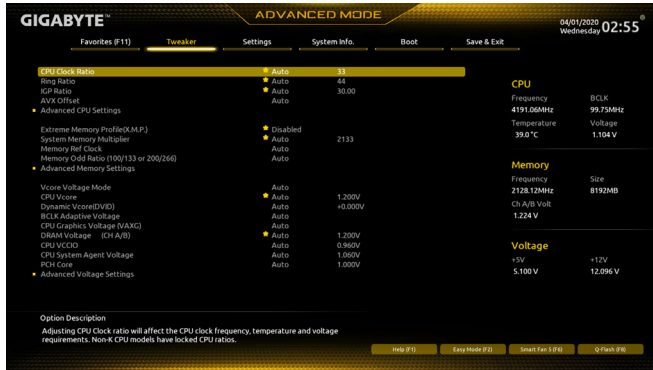 GIGABYTE™
ADVANCED MODE
04/01/2020
Wednesday 02:55
Favorites (F11) Tweaker Settings System Info. Boot Save & Exit
CPU Clock Ratio Auto 33
Ring Ratio Auto 44
IGP Ratio Auto 30.00
AVX Offset Auto
Advanced CPU Settings
Extreme Memory Profile(X.M.P.) Disabled
System Memory Multiplier Auto 2133
Memory Ref Clock Auto
Memory Odd Ratio (100/133 or 200/266) Auto
Advanced Memory Settings
Vcore Voltage Mode Auto
CPU Vcore Auto 1.200V
Dynamic Vcore(DVID) Auto +0.000V
BCLK Adaptive Voltage Auto
CPU Graphics Voltage (VAXG) Auto
DRAM Voltage (CH A/B) Auto 1.200V
CPU VCCIO Auto 0.960V
CPU System Agent Voltage Auto 1.060V
PCH Core Auto 1.000V
Advanced Voltage Settings
CPU
Frequency BCLK
4191.06MHz 99.75MHz
Temperature Voltage
39.0°C 1.104 V
Memory
Frequency Size
2128.12MHz 8192MB
Ch A/B Volt
1.224 V
Voltage
+5V +12V
5.100 V 12.096 V
Option Description
Adjusting CPU Clock ratio will affect the CPU clock frequency, temperature and voltage
requirements. Non-K CPU models have locked CPU ratios.
Help (F1) Easy Mode (F2) Smart Fan 5 (F6) Q-Flash (F8)